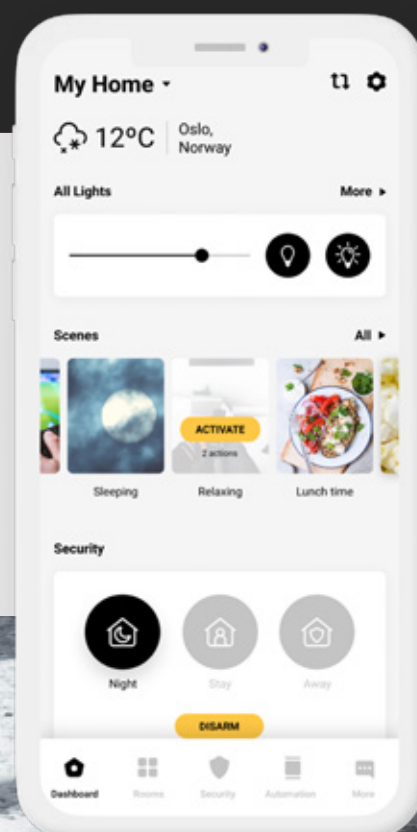 My Home
12ºC
Oslo,
Norway
All Lights
More
Scenes
All
ACTIVATE
2 actions
Sleeping
Relaxing
Lunch time
Security
Night
Stay
Away
DISARM
Dashboard
Rooms
Security
Automation
More